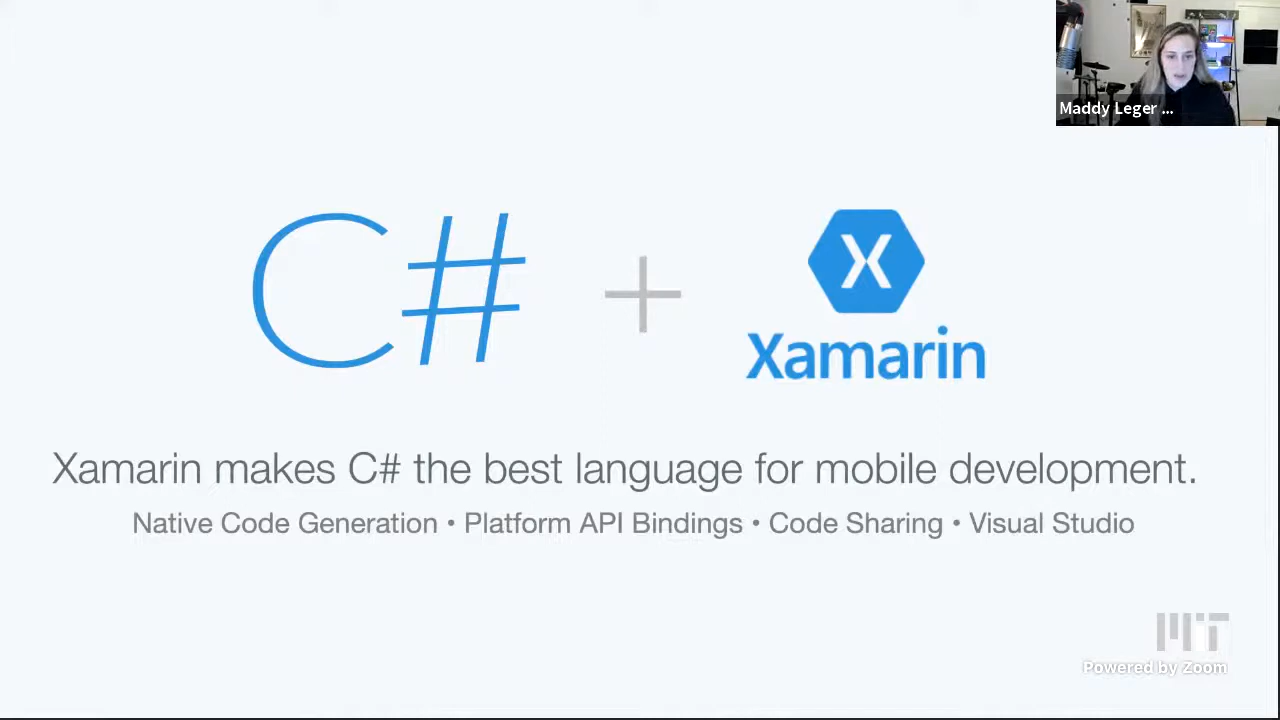 Maddy Leger ...
C# + Xamarin
Xamarin makes C# the best language for mobile development.
Native Code Generation • Platform API Bindings • Code Sharing • Visual Studio
MIT
Powered by Zoom